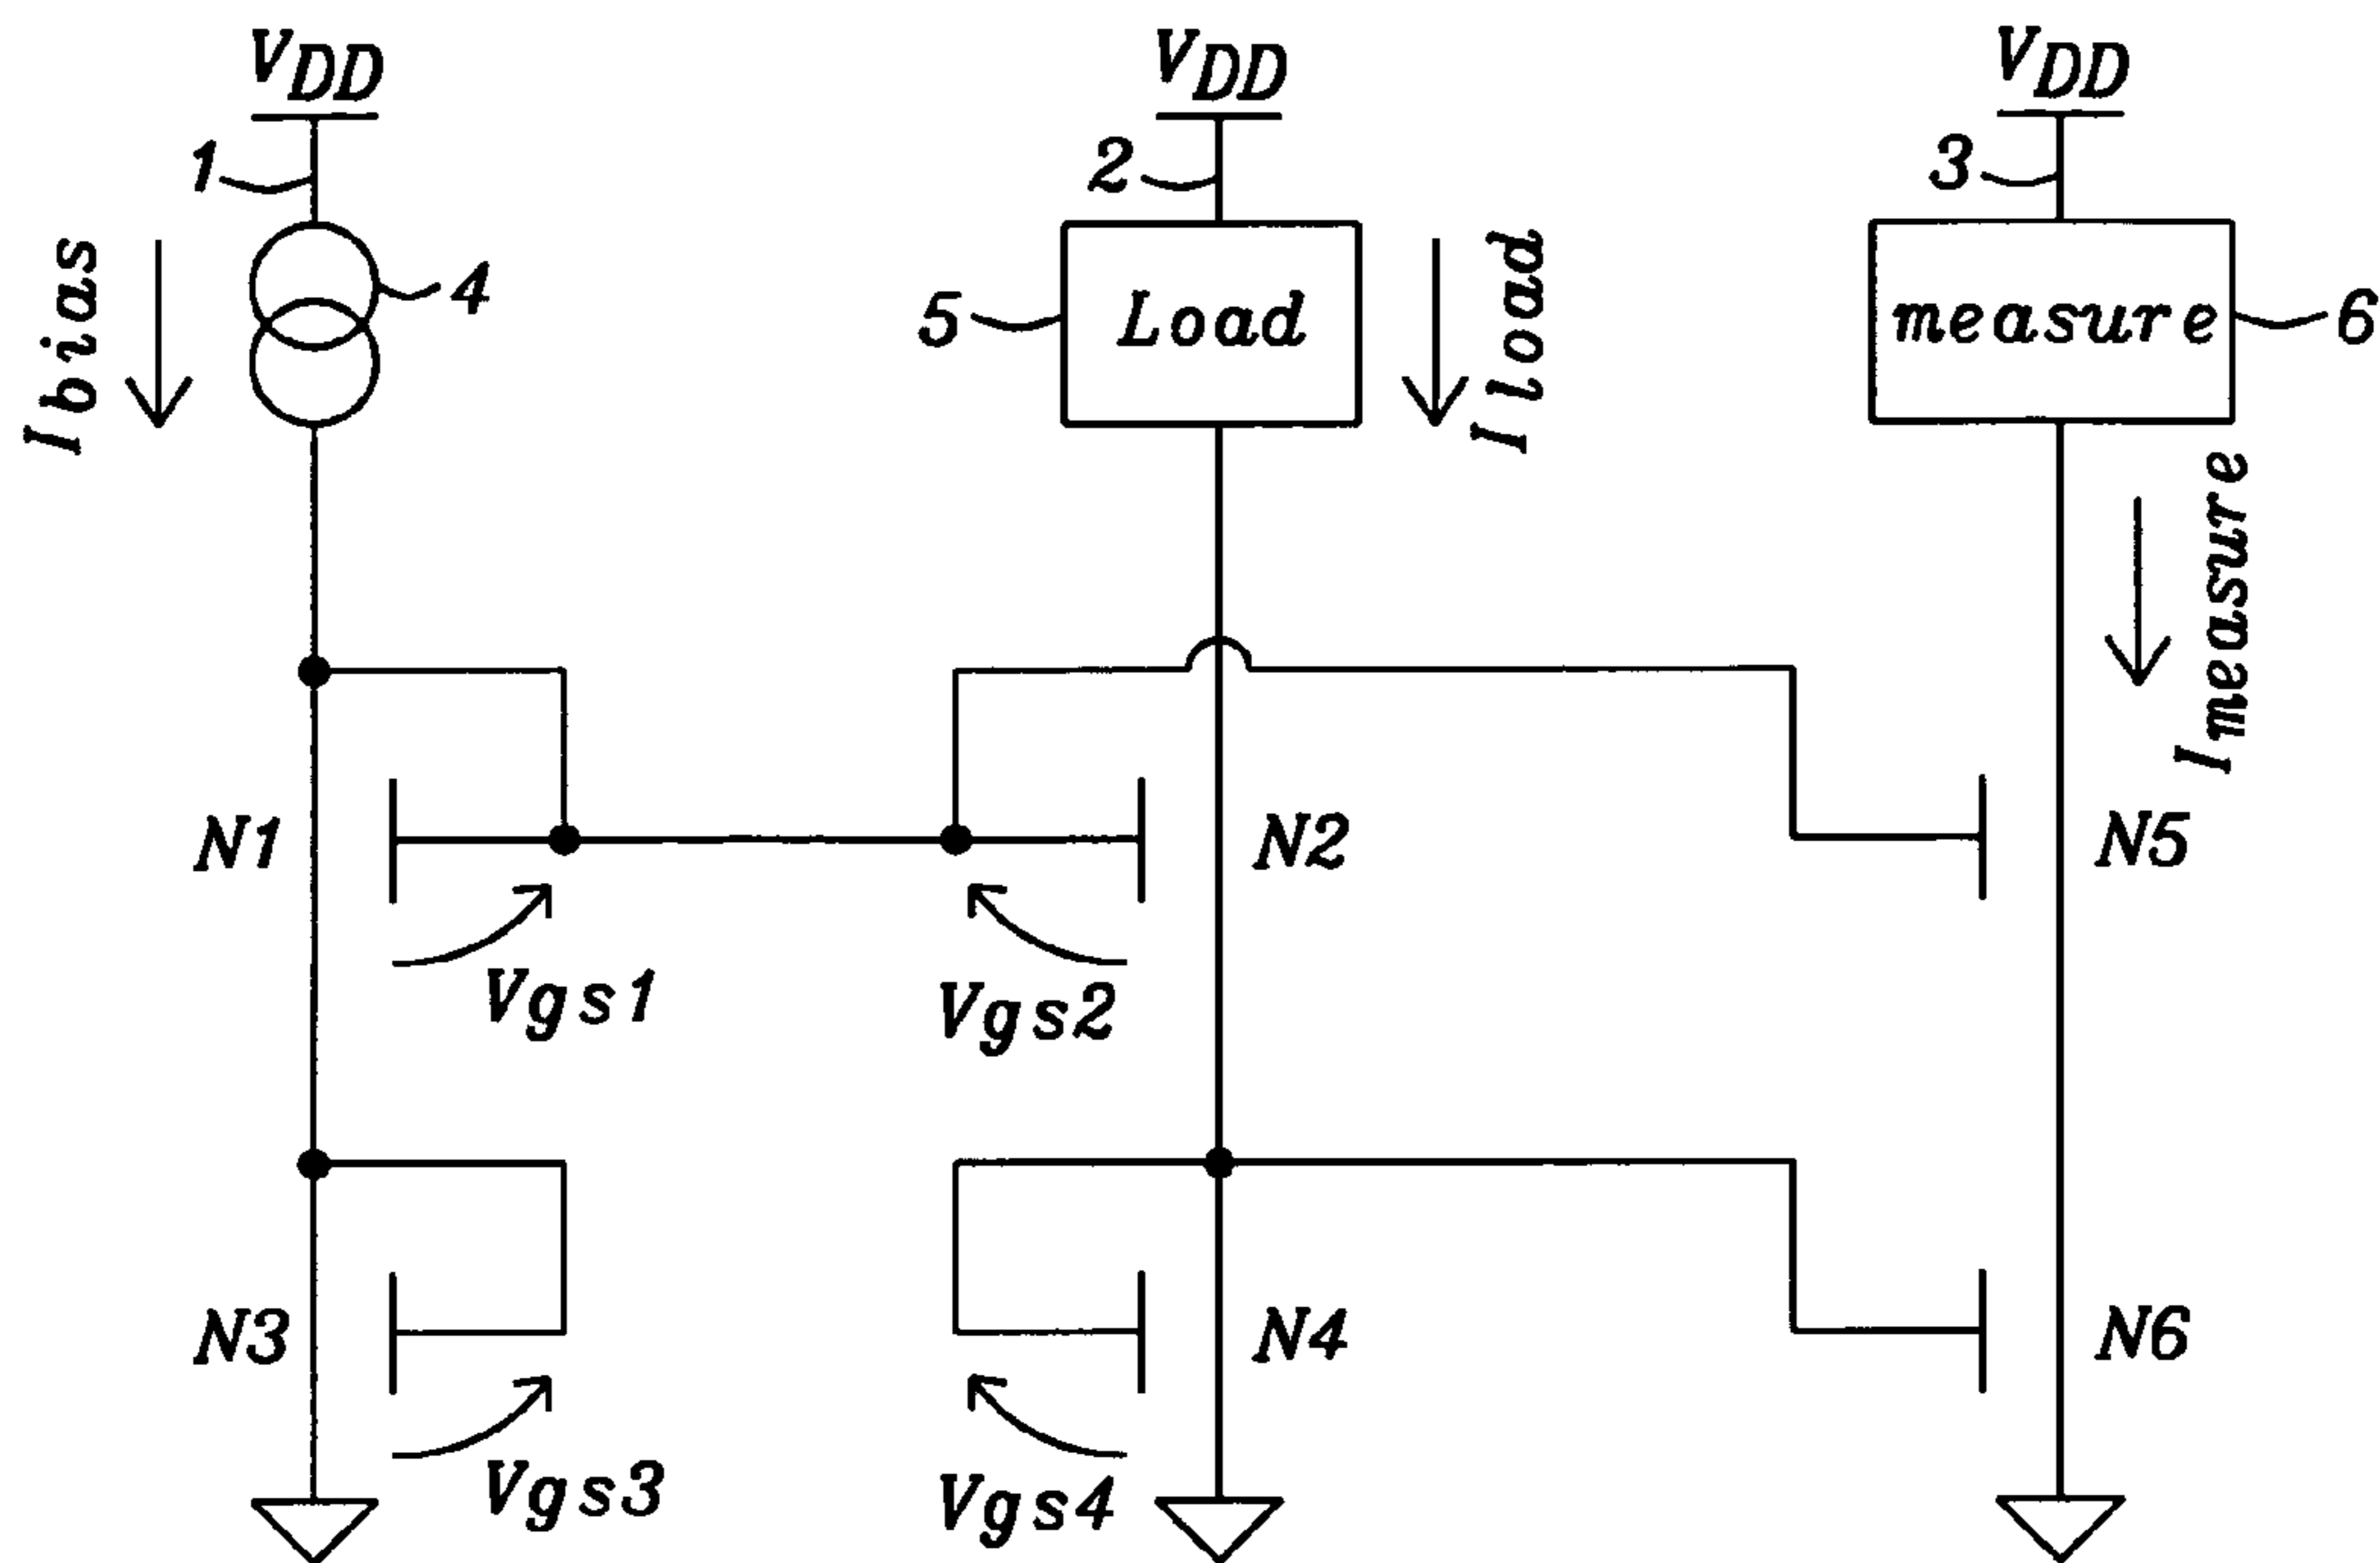 VDD
VDD
VDD
1
2
3
Ibias
4
5
Load
Iload
measure
6
Imeasure
N1
N2
N5
Vgs1
Vgs2
N3
N4
N6
Vgs3
Vgs4